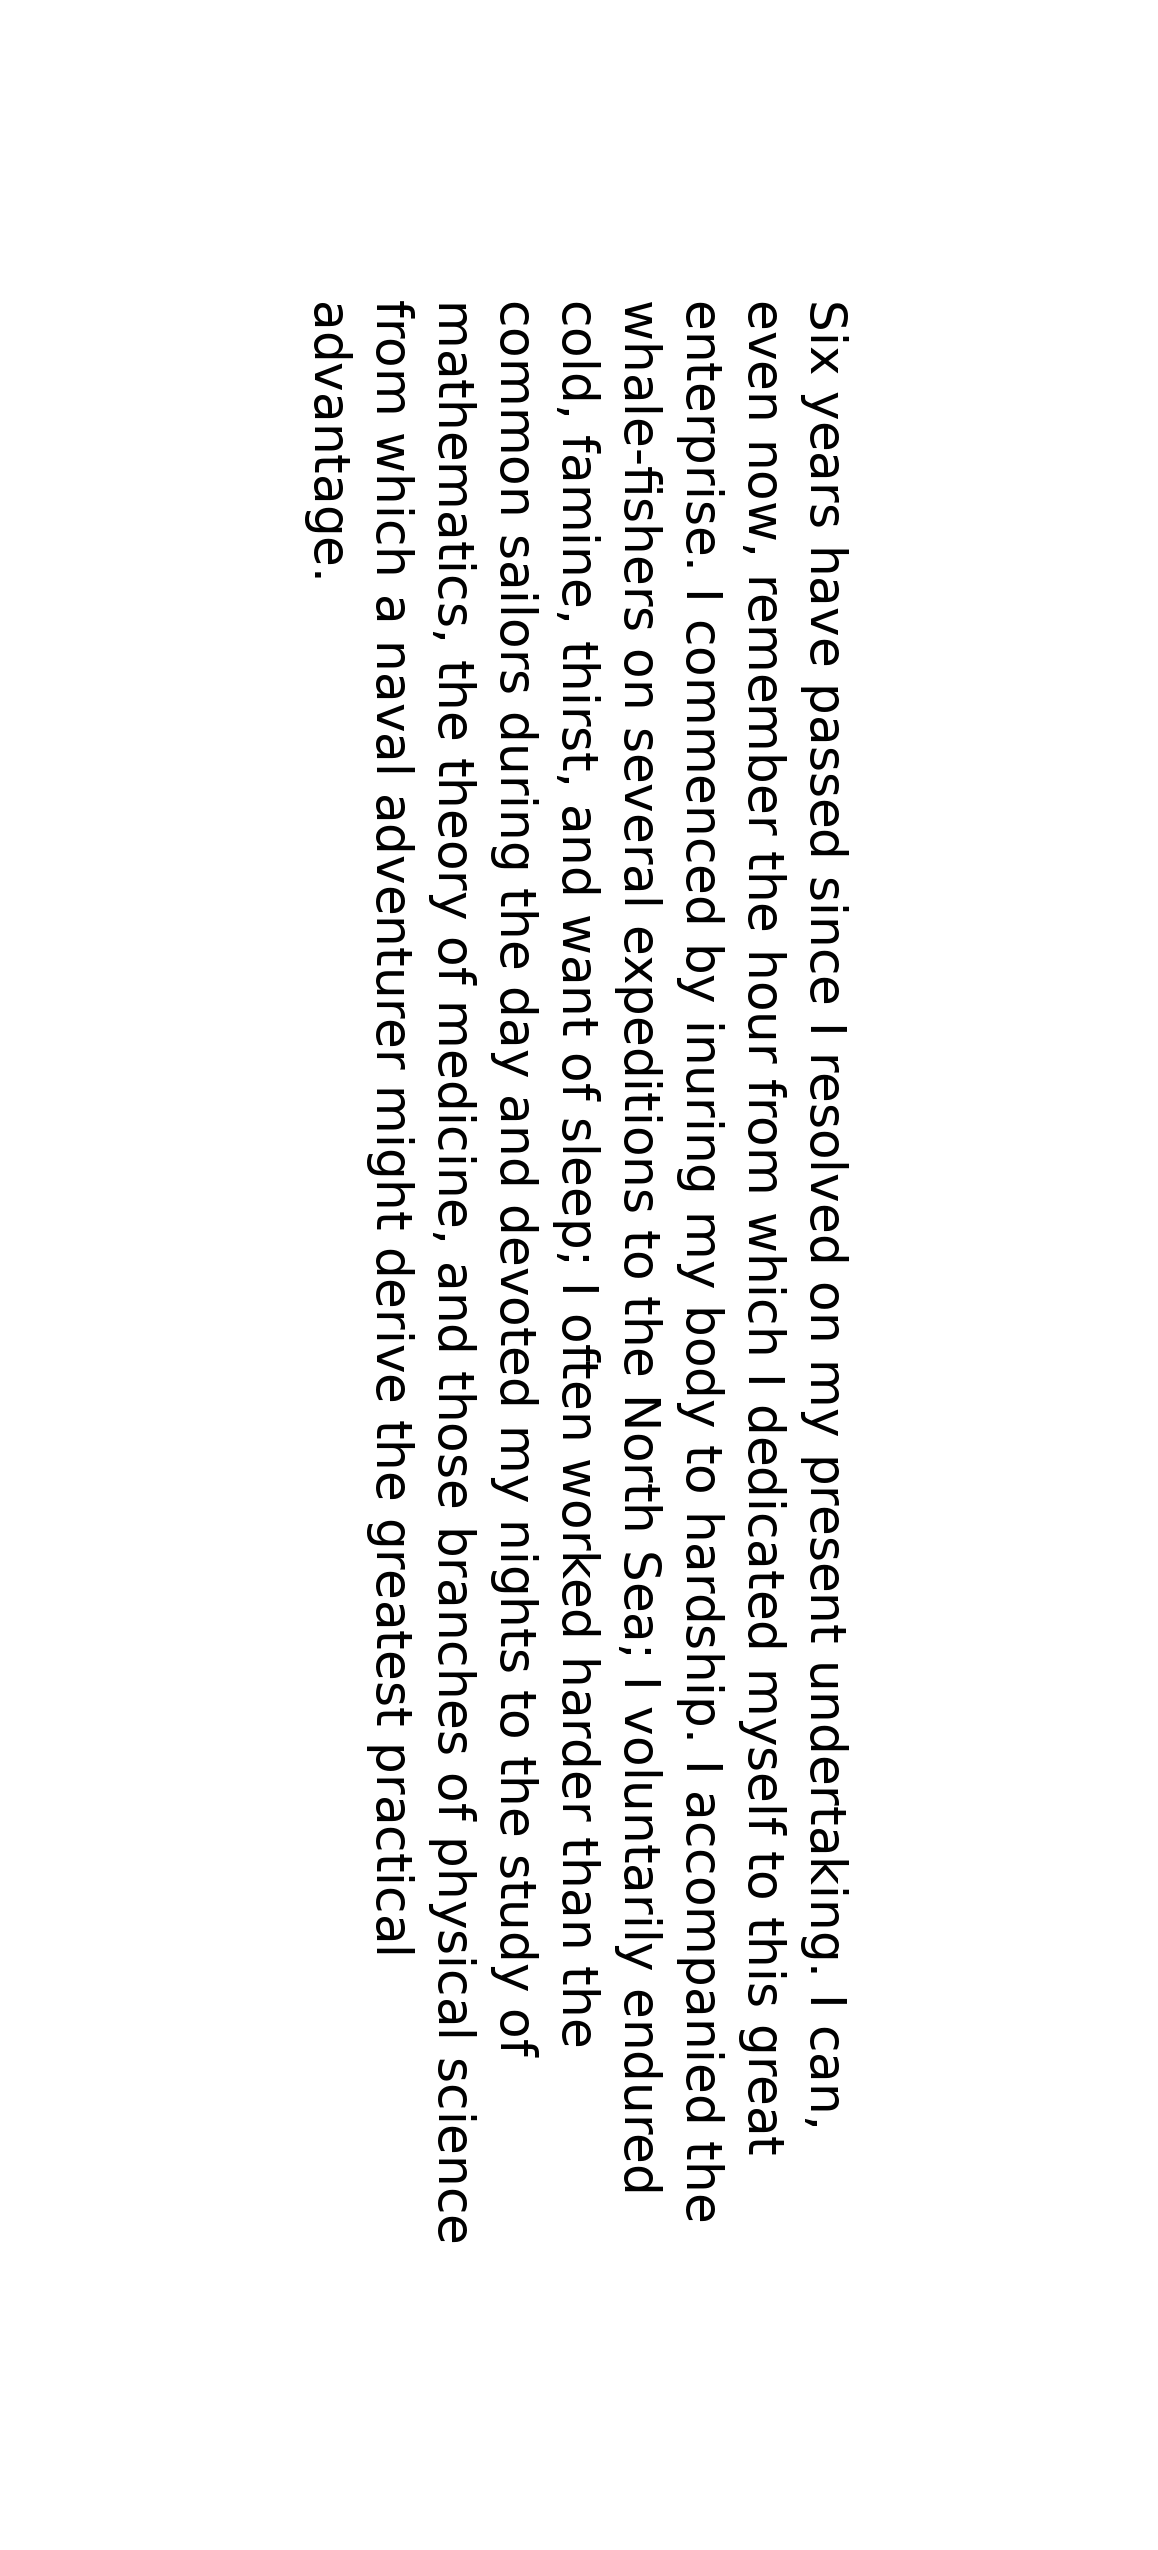 Six years have passed since I resolved on my present undertaking. I can,
even now, remember the hour from which I dedicated myself to this great
enterprise. I commenced by inuring my body to hardship. I accompanied the
whale-fishers on several expeditions to the North Sea; I voluntarily endured
cold, famine, thirst, and want of sleep; I often worked harder than the
common sailors during the day and devoted my nights to the study of
mathematics, the theory of medicine, and those branches of physical science
from which a naval adventurer might derive the greatest practical
advantage.